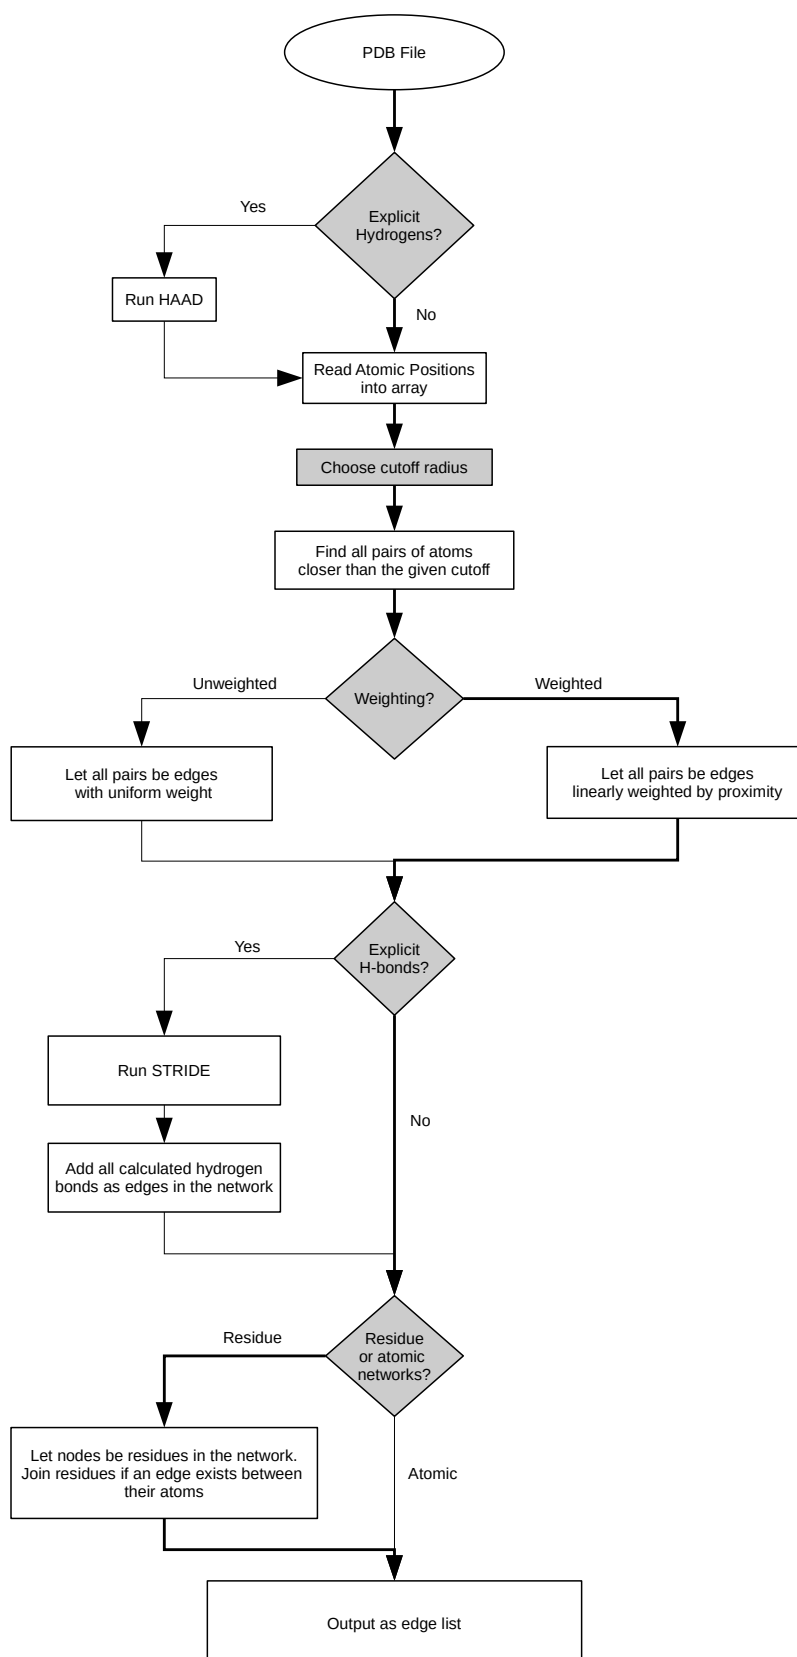 PDB File
Explicit
Hydrogens?
Yes
Run HAAD
No
Read Atomic Positions
into array
Choose cutoff radius
Find all pairs of atoms
closer than the given cutoff
Weighting?
Unweighted
Weighted
Let all pairs be edges
with uniform weight
Let all pairs be edges
linearly weighted by proximity
Explicit
H-bonds?
Yes
Run STRIDE
No
Add all calculated hydrogen
bonds as edges in the network
Residue
or atomic
networks?
Residue
Let nodes be residues in the network.
Join residues if an edge exists between
their atoms
Atomic
Output as edge list